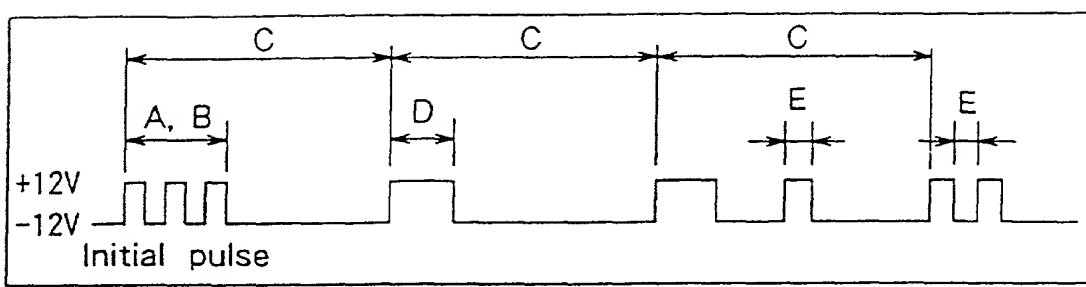 C C C
A, B D E E
+12V
-12V
Initial pulse